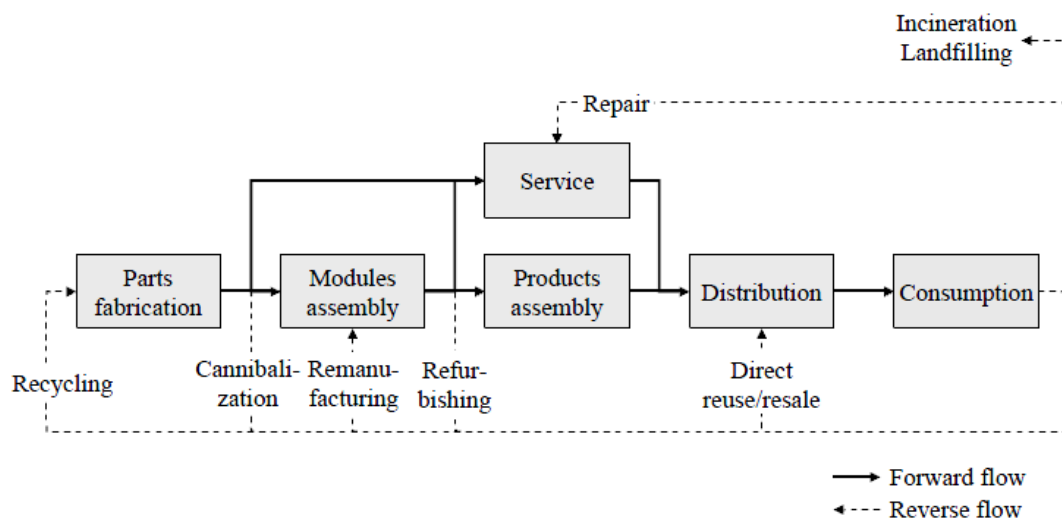 Incineration
Landfilling
Repair
Service
Parts
fabrication
Modules
assembly
Products
assembly
Distribution
Consumption
Recycling
Cannibali-
zation
Remanu-
facturing
Refur-
bishing
Direct
reuse/resale
Forward flow
Reverse flow